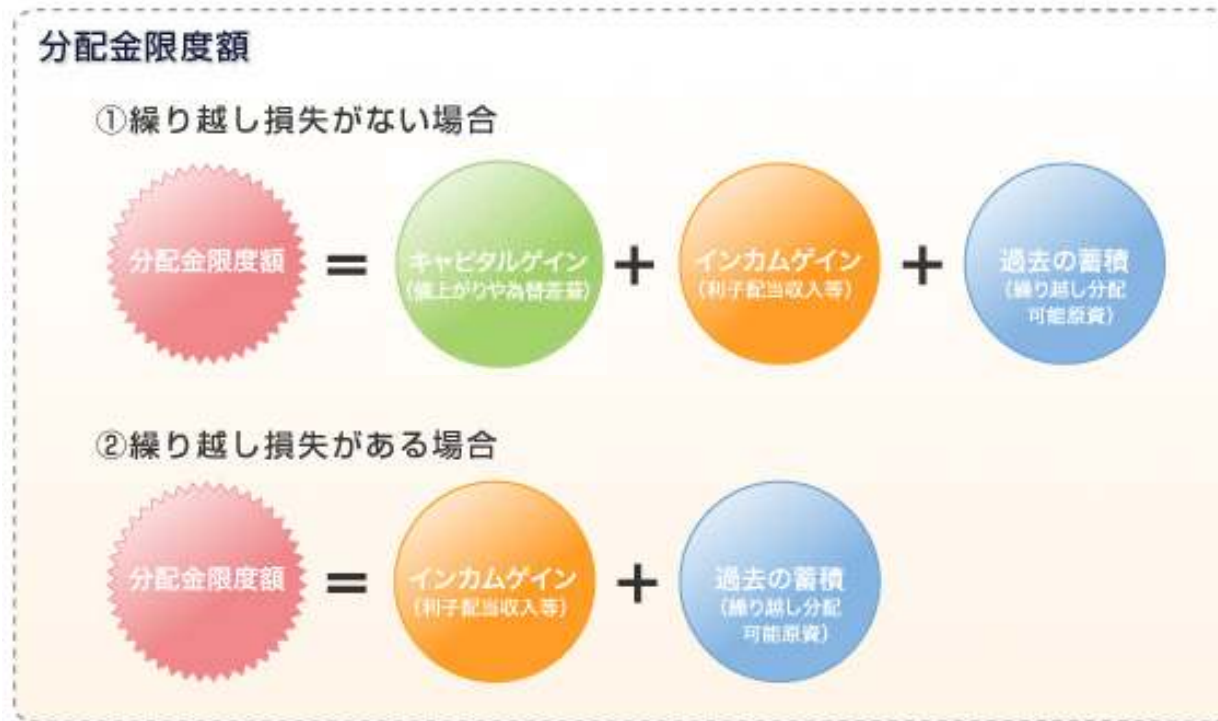 分配金限度額
①繰り越し損失がない場合
分配金限度額 = キャピタルゲイン + インカムゲイン + 過去の蓄積
(値上がりや為替差益) (利子配当収入等) (繰り越し分配
可能原資)
②繰り越し損失がある場合
分配金限度額 = インカムゲイン + 過去の蓄積
(利子配当収入等) (繰り越し分配
可能原資)